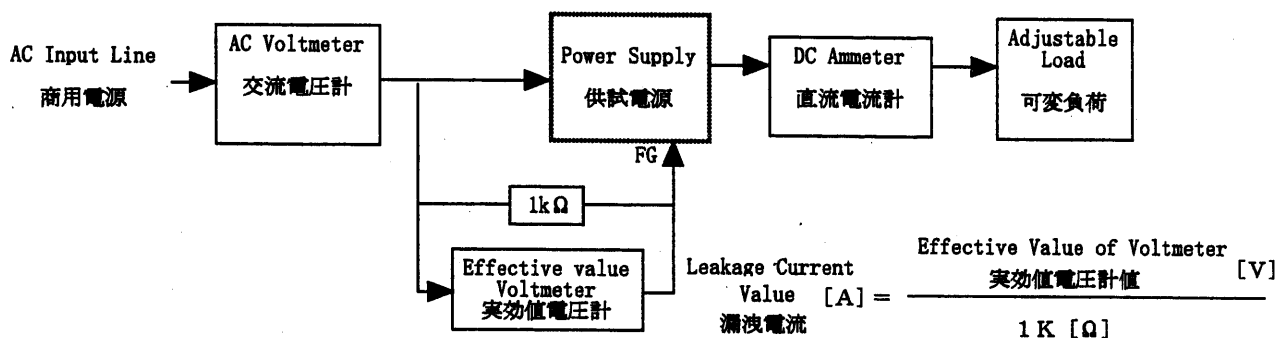 AC Input Line
商用電源
AC Voltmeter
交流電圧計
Power Supply
供試電源
DC Ammeter
直流電流計
Adjustable
Load
可変負荷
FG
1kΩ
Effective value
Voltmeter
実効値電圧計
Leakage Current
Value [A] =
漏洩電流
Effective Value of Voltmeter
実効値電圧計値 [V]
1K [Ω]